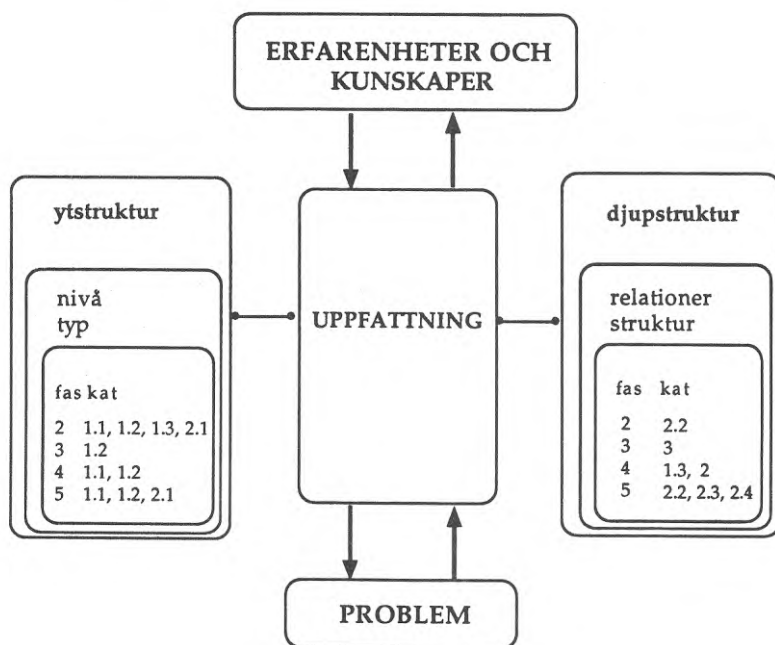 ERFARENHETER OCH
KUNSKAPER
ytstruktur
nivå
typ
fas kat
2 1.1, 1.2, 1.3, 2.1
3 1.2
4 1.1, 1.2
5 1.1, 1.2, 2.1
UPPFATTNING
djupstruktur
relationer
struktur
fas kat
2 2.2
3 3
4 1.3, 2
5 2.2, 2.3, 2.4
PROBLEM